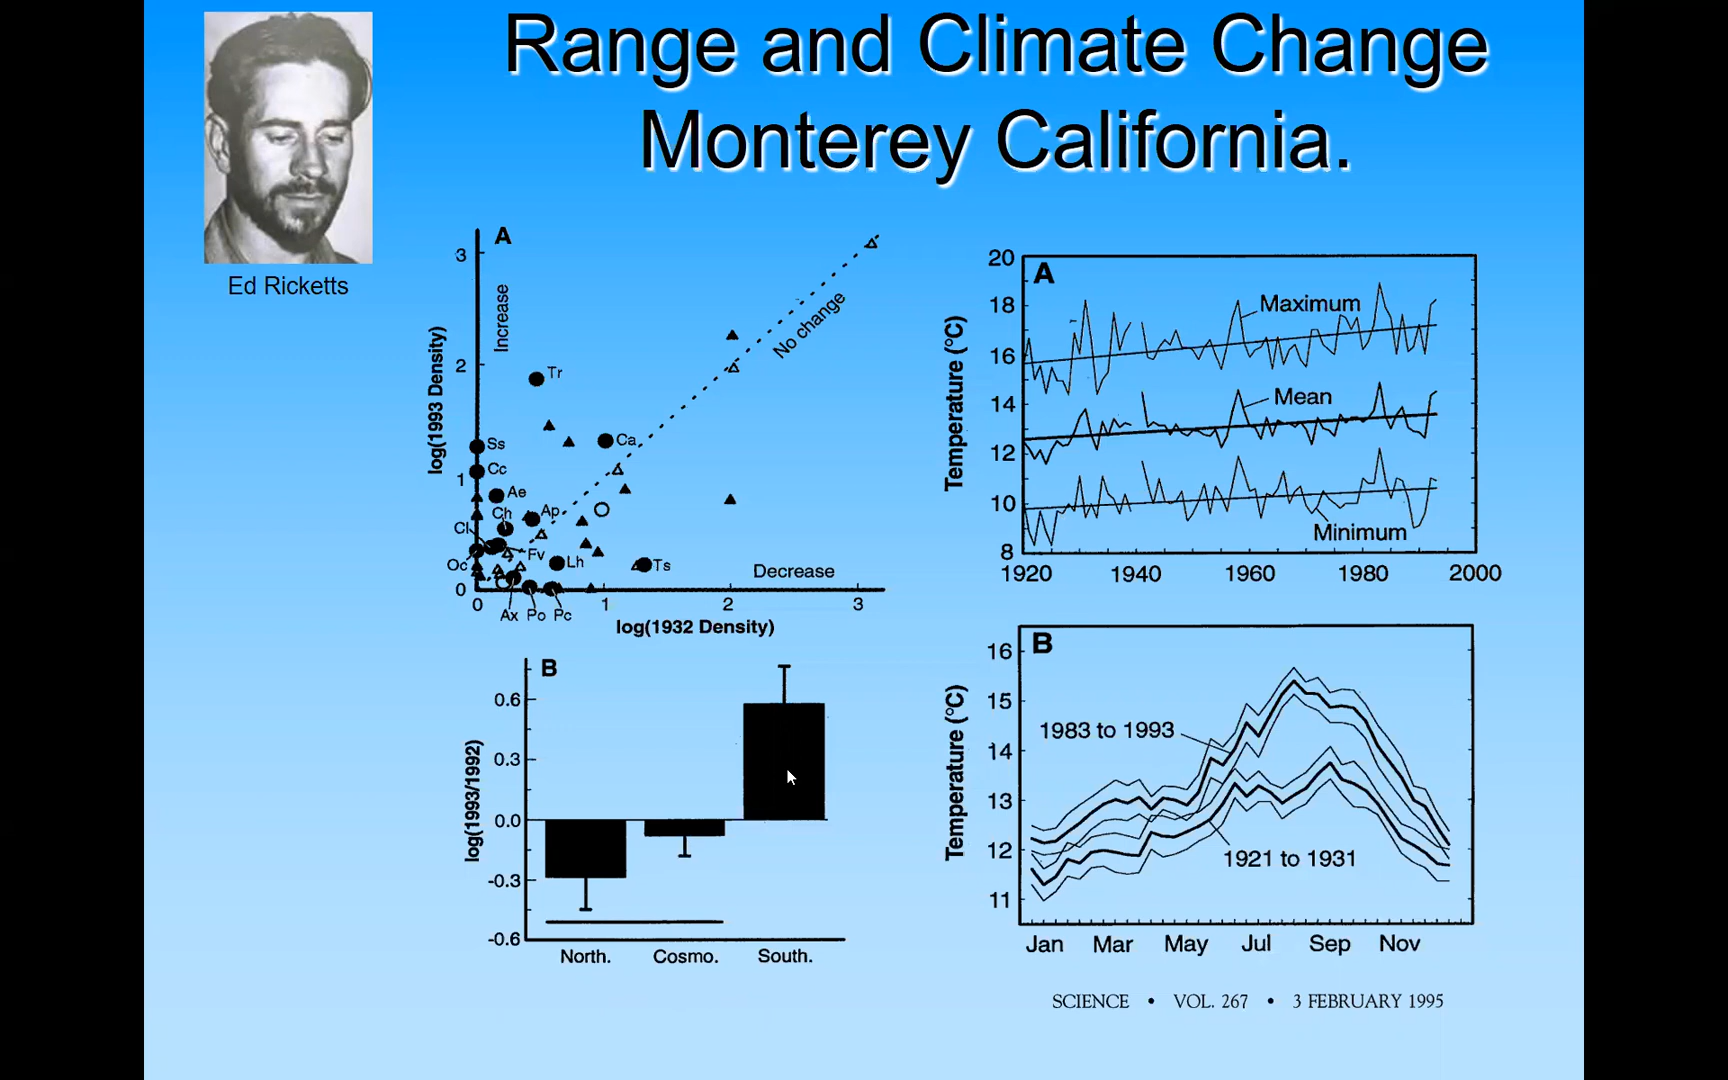 Range and Climate Change
Monterey California.
Ed Ricketts
A
3
2
1
0
log(1993 Density)
Increase
No change
Decrease
Tr
Ss
Ca
Cc
Ae
Ch
Ap
Cl
Fv
Oc
Lh
Ts
0
1
2
3
Ax
Po
Pc
log(1932 Density)
B
0.6
0.3
0.0
-0.3
-0.6
log(1993/1992)
North.
Cosmo.
South.
A
20
18
16
14
12
10
8
Temperature (°C)
Maximum
Mean
Minimum
1920
1940
1960
1980
2000
B
16
15
14
13
12
11
Temperature (°C)
1983 to 1993
1921 to 1931
Jan
Mar
May
Jul
Sep
Nov
SCIENCE • VOL. 267 • 3 FEBRUARY 1995